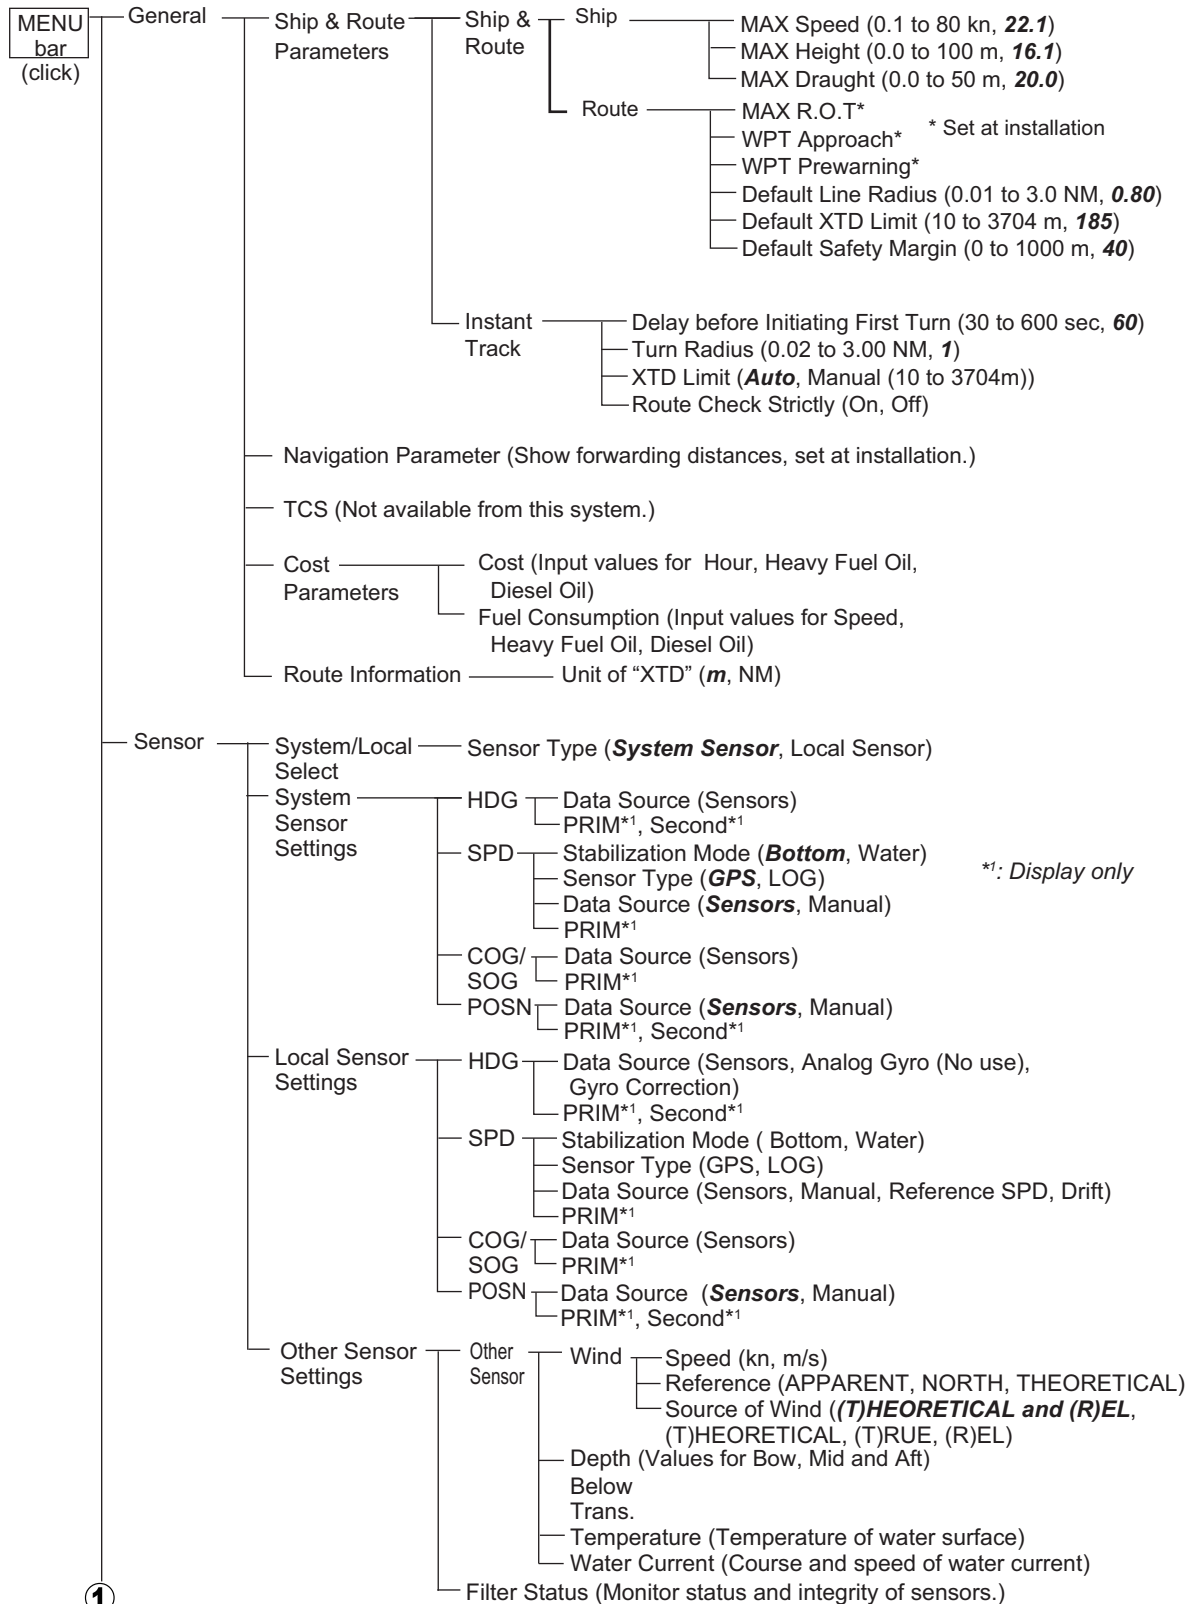 MENU
bar
(click)
General
Ship & Route
Parameters
Ship &
Route
Ship
MAX Speed (0.1 to 80 kn, 22.1)
MAX Height (0.0 to 100 m, 16.1)
MAX Draught (0.0 to 50 m, 20.0)
Route
MAX R.O.T*
WPT Approach*
* Set at installation
WPT Prewarning*
Default Line Radius (0.01 to 3.0 NM, 0.80)
Default XTD Limit (10 to 3704 m, 185)
Default Safety Margin (0 to 1000 m, 40)
Instant
Track
Delay before Initiating First Turn (30 to 600 sec, 60)
Turn Radius (0.02 to 3.00 NM, 1)
XTD Limit (Auto, Manual (10 to 3704m))
Route Check Strictly (On, Off)
Navigation Parameter (Show forwarding distances, set at installation.)
TCS (Not available from this system.)
Cost
Parameters
Cost (Input values for Hour, Heavy Fuel Oil,
Diesel Oil)
Fuel Consumption (Input values for Speed,
Heavy Fuel Oil, Diesel Oil)
Route Information
Unit of “XTD” (m, NM)
Sensor
System/Local
Select
Sensor Type (System Sensor, Local Sensor)
System
Sensor
Settings
HDG
Data Source (Sensors)
PRIM*1, Second*1
SPD
Stabilization Mode (Bottom, Water)
Sensor Type (GPS, LOG)
*1: Display only
Data Source (Sensors, Manual)
PRIM*1
COG/
SOG
Data Source (Sensors)
PRIM*1
POSN
Data Source (Sensors, Manual)
PRIM*1, Second*1
Local Sensor
Settings
HDG
Data Source (Sensors, Analog Gyro (No use),
Gyro Correction)
PRIM*1, Second*1
SPD
Stabilization Mode ( Bottom, Water)
Sensor Type (GPS, LOG)
Data Source (Sensors, Manual, Reference SPD, Drift)
PRIM*1
COG/
SOG
Data Source (Sensors)
PRIM*1
POSN
Data Source (Sensors, Manual)
PRIM*1, Second*1
Other Sensor
Settings
Other
Sensor
Wind
Speed (kn, m/s)
Reference (APPARENT, NORTH, THEORETICAL)
Source of Wind ((T)HEORETICAL and (R)EL,
(T)HEORETICAL, (T)RUE, (R)EL)
Depth (Values for Bow, Mid and Aft)
Below
Trans.
Temperature (Temperature of water surface)
Water Current (Course and speed of water current)
Filter Status (Monitor status and integrity of sensors.)
1